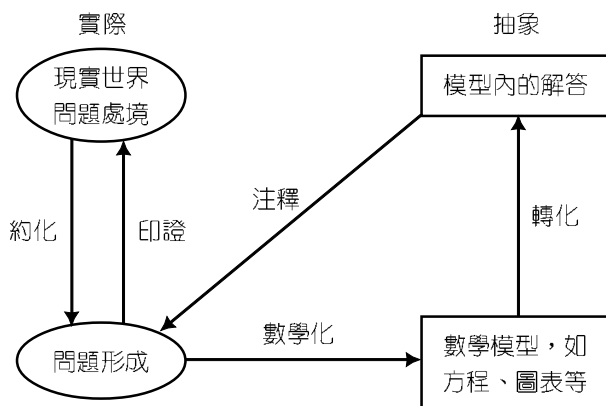 實際
抽象
現實世界
問題處境
模型內的解答
注釋
約化
印證
轉化
數學化
問題形成
數學模型，如
方程、圖表等